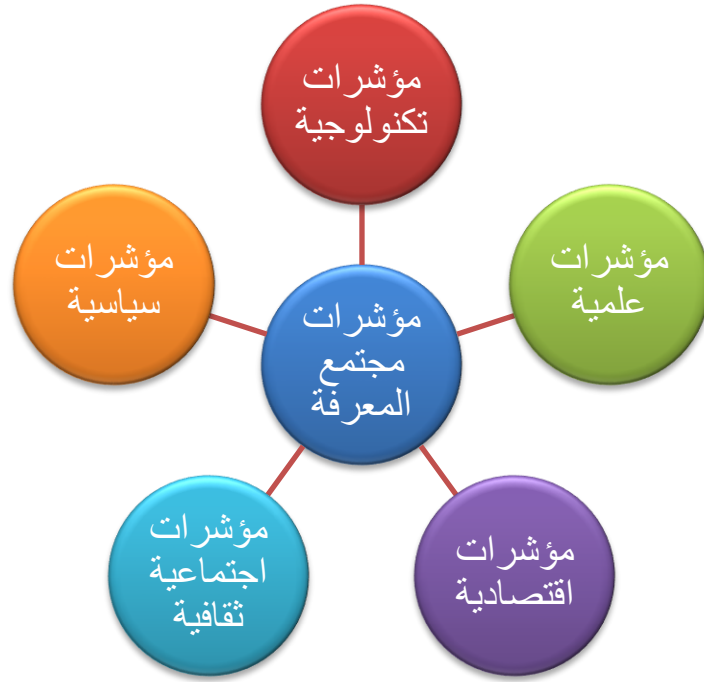 مؤشرات
تكنولوجية
مؤشرات
علمية
مؤشرات
سياسية
مؤشرات
مجتمع
المعرفة
مؤشرات
اقتصادية
مؤشرات
اجتماعية
ثقافية